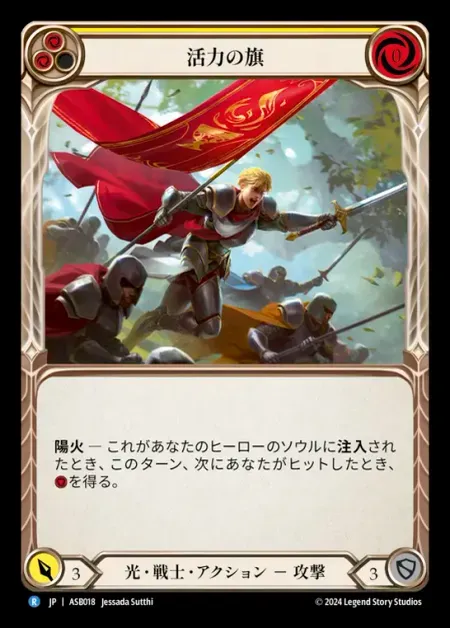 活力の旗
0
陽火 ― これがあなたのヒーローのソウルに注入さ
れたとき、このターン、次にあなたがヒットしたとき、
を得る。
3
光・戦士・アクション － 攻撃
3
R JP | ASB018 Jessada Sutthi
© 2024 Legend Story Studios